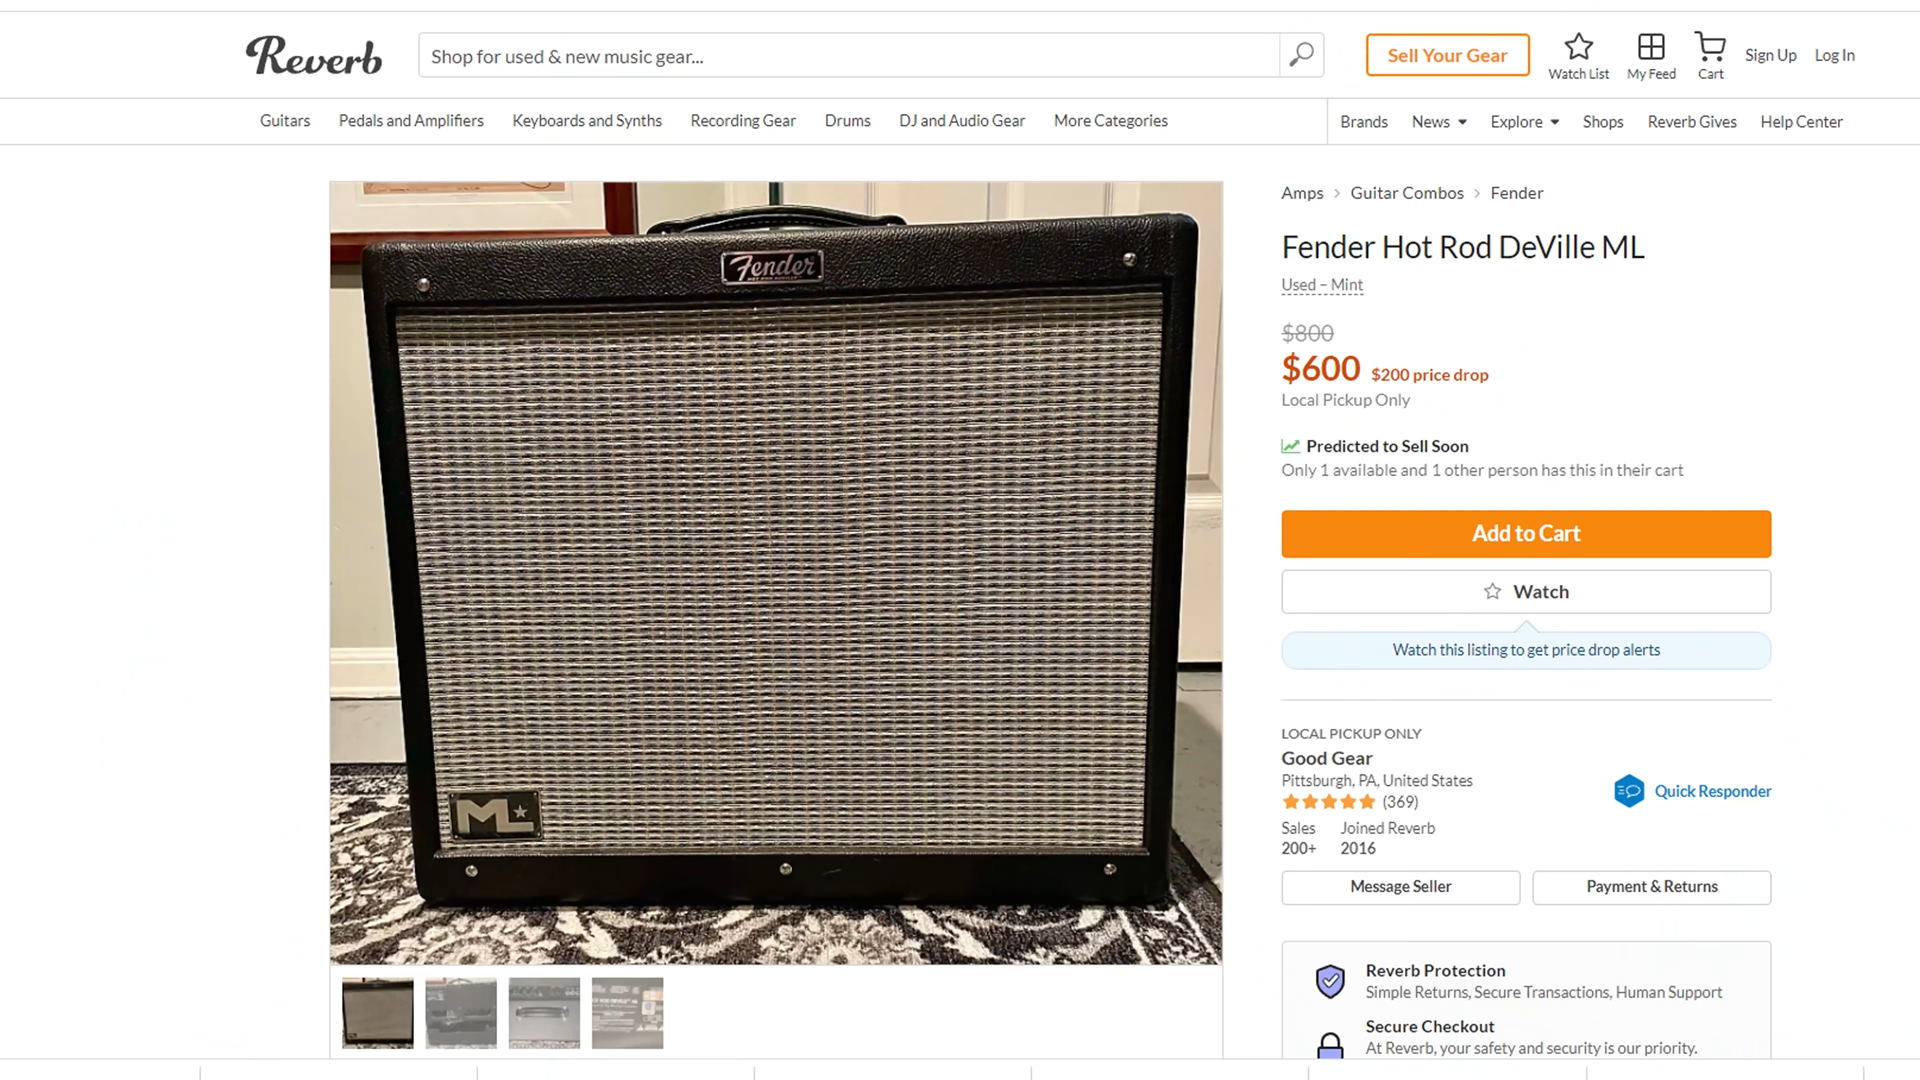 Reverb
Shop for used & new music gear...
Sell Your Gear
Watch List
My Feed
Cart
Sign Up
Log In
Guitars
Pedals and Amplifiers
Keyboards and Synths
Recording Gear
Drums
DJ and Audio Gear
More Categories
Brands
News
Explore
Shops
Reverb Gives
Help Center
Fender
ML
Amps > Guitar Combos > Fender
Fender Hot Rod DeVille ML
Used – Mint
$800
$600 $200 price drop
Local Pickup Only
Predicted to Sell Soon
Only 1 available and 1 other person has this in their cart
Add to Cart
Watch
Watch this listing to get price drop alerts
LOCAL PICKUP ONLY
Good Gear
Pittsburgh, PA, United States
(369)
Quick Responder
Sales Joined Reverb
200+ 2016
Message Seller
Payment & Returns
Reverb Protection
Simple Returns, Secure Transactions, Human Support
Secure Checkout
At Reverb, your safety and security is our priority.